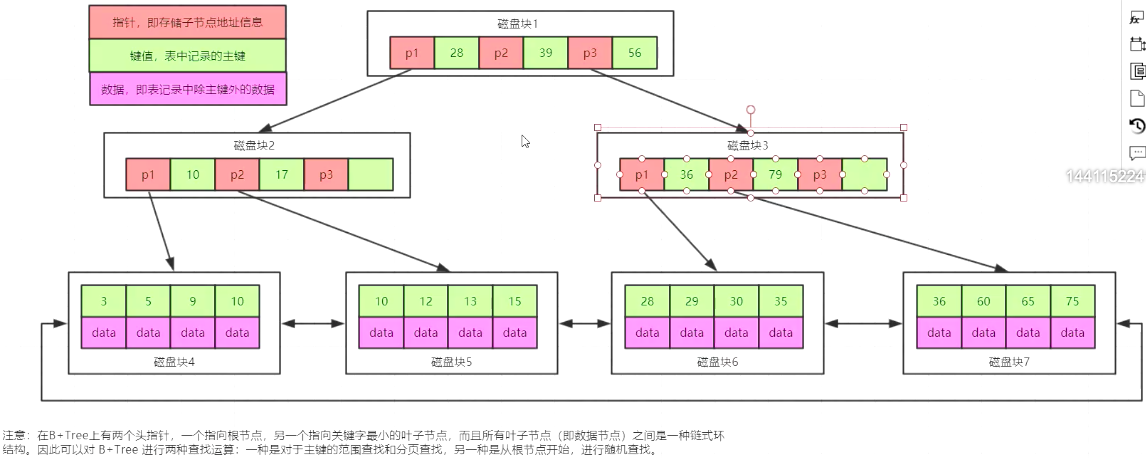 指针，即存储子节点地址信息
键值，表中记录的主键
数据，即表记录中除主键外的数据
磁盘块1
p1 28 p2 39 p3 56
磁盘块2
p1 10 p2 17 p3
磁盘块3
p1 36 p2 79 p3
144115224
3 5 9 10
data data data data
磁盘块4
10 12 13 15
data data data data
磁盘块5
28 29 30 35
data data data data
磁盘块6
36 60 65 75
data data data data
磁盘块7
注意：在B+Tree上有两个头指针，一个指向根节点，另一个指向关键字最小的叶子节点，而且所有叶子节点（即数据节点）之间是一种链式环
结构。因此可以对 B+Tree 进行两种查找运算：一种是对于主键的范围查找和分页查找，另一种是从根节点开始，进行随机查找。